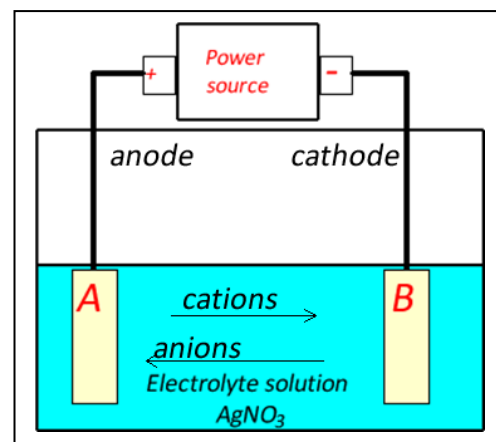 Power
source
+
-
anode
cathode
A
B
cations
anions
Electrolyte solution
AgNO₃